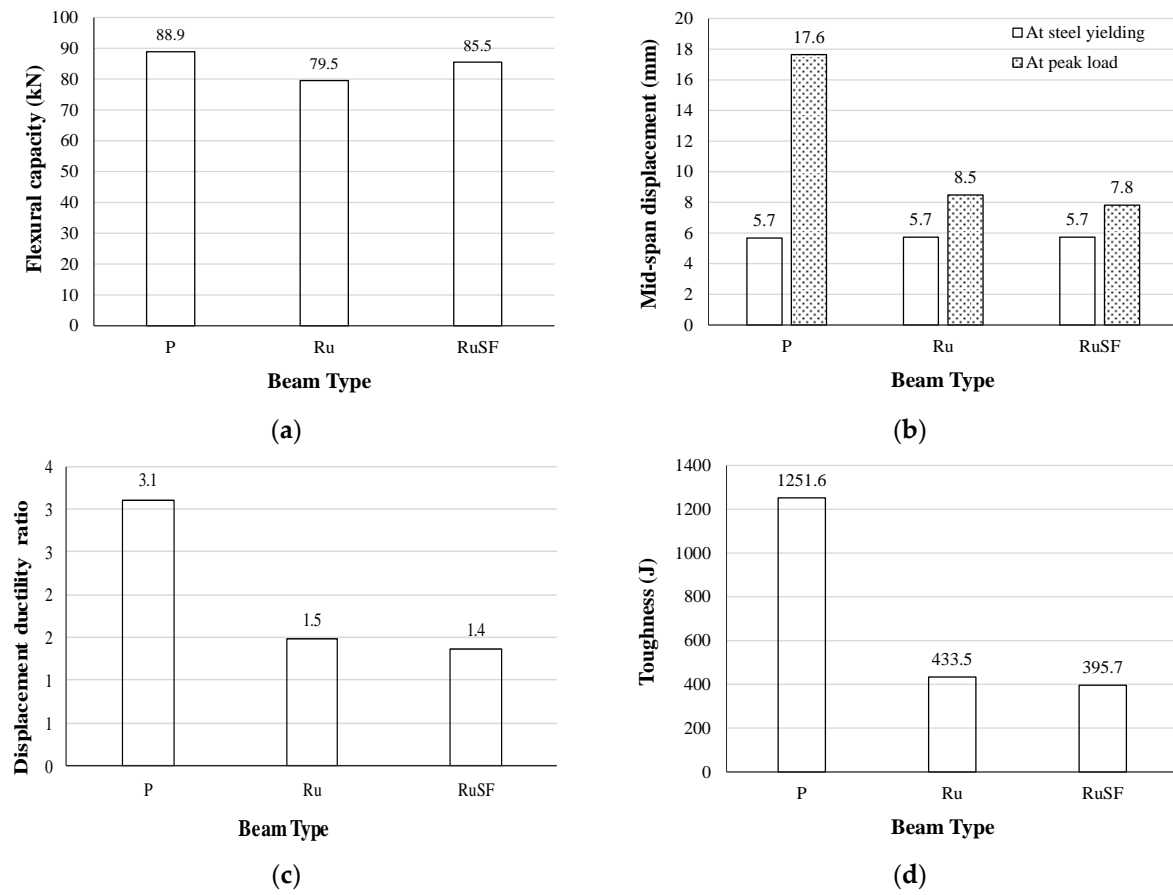 100
90
80
70
60
50
40
30
20
10
0
Flexural capacity (kN)
88.9
79.5
85.5
P Ru RuSF
Beam Type
(a)
20
18
16
14
12
10
8
6
4
2
0
Mid-span displacement (mm)
At steel yielding
At peak load
5.7 17.6 5.7 8.5 5.7 7.8
P Ru RuSF
Beam Type
(b)
4
3
3
2
2
1
1
0
Displacement ductility ratio
3.1
1.5
1.4
P Ru RuSF
Beam Type
(c)
1400
1200
1000
800
600
400
200
0
Toughness (J)
1251.6
433.5
395.7
P Ru RuSF
Beam Type
(d)